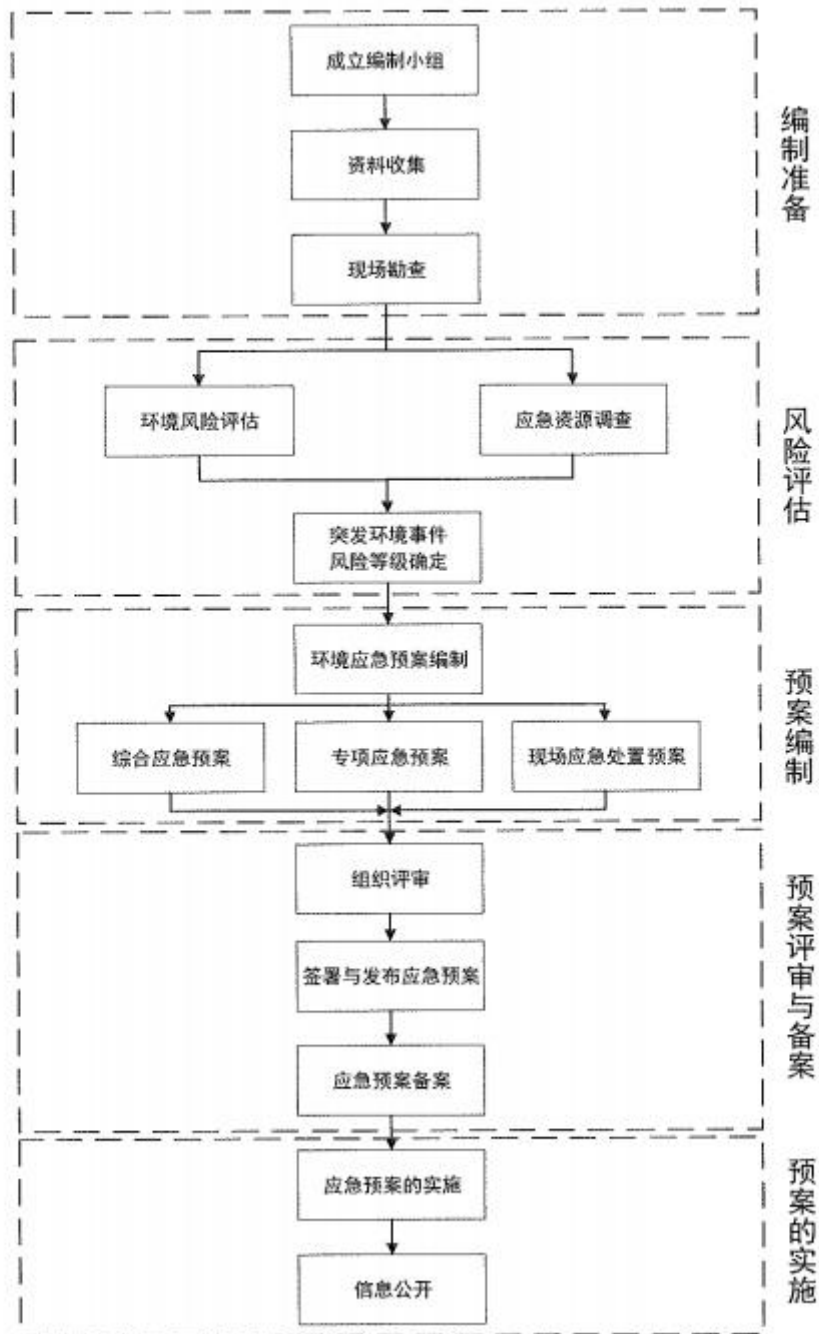 成立编制小组
资料收集
现场勘查
编制准备
环境风险评估
应急资源调查
突发环境事件
风险等级确定
风险评估
环境应急预案编制
综合应急预案
专项应急预案
现场应急处置预案
预案编制
组织评审
签署与发布应急预案
应急预案备案
预案评审与备案
应急预案的实施
信息公开
预案的实施